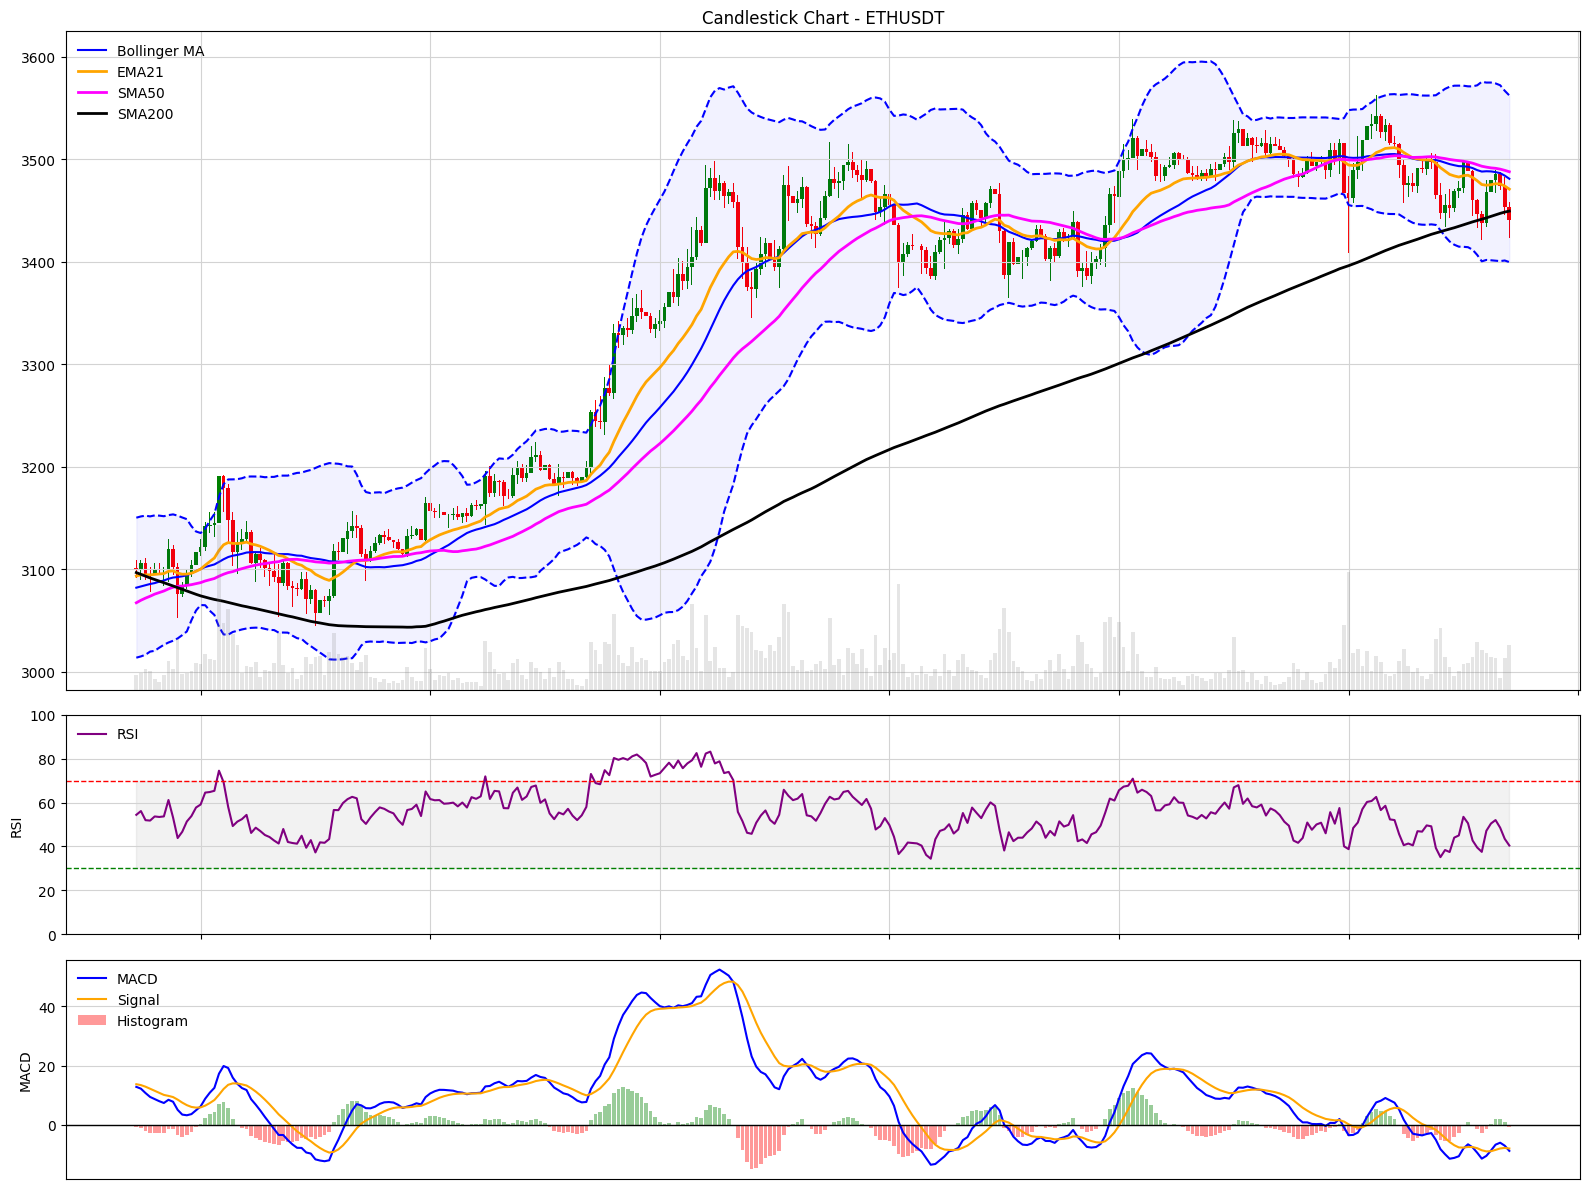 Candlestick Chart - ETHUSDT
Bollinger MA
EMA21
SMA50
SMA200
3600
3500
3400
3300
3200
3100
3000
RSI
100
80
60
40
20
0
RSI
MACD
Signal
Histogram
40
20
0
MACD